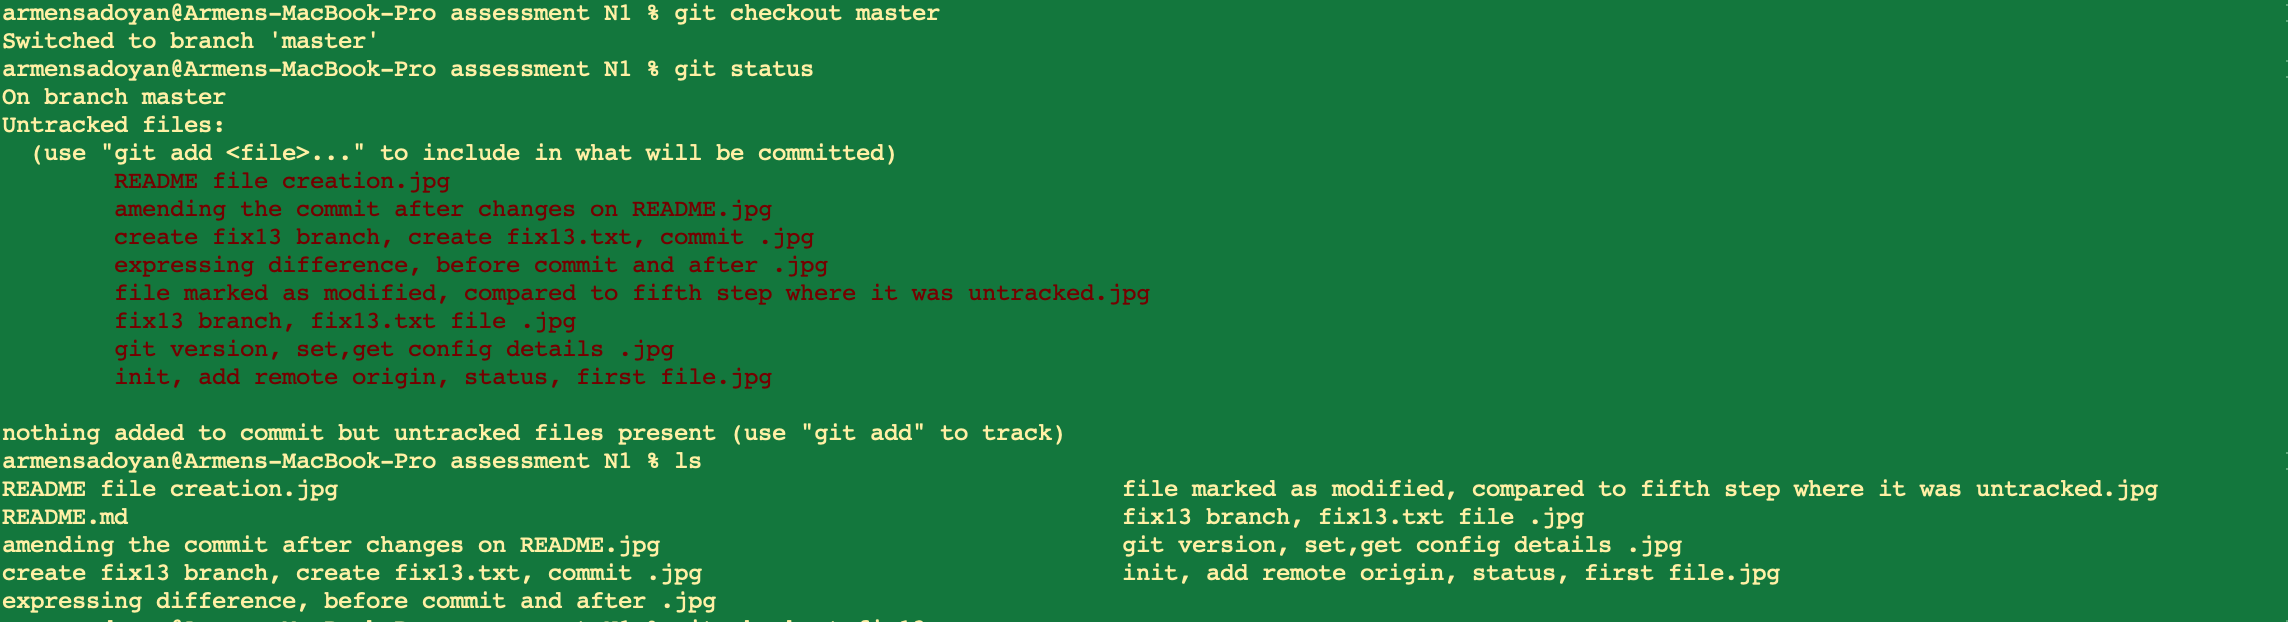 armensadoyan@Armens-MacBook-Pro assessment N1 % git checkout master
Switched to branch 'master'
armensadoyan@Armens-MacBook-Pro assessment N1 % git status
On branch master
Untracked files:
  (use "git add <file>..." to include in what will be committed)
        README file creation.jpg
        amending the commit after changes on README.jpg
        create fix13 branch, create fix13.txt, commit .jpg
        expressing difference, before commit and after .jpg
        file marked as modified, compared to fifth step where it was untracked.jpg
        fix13 branch, fix13.txt file .jpg
        git version, set,get config details .jpg
        init, add remote origin, status, first file.jpg

nothing added to commit but untracked files present (use "git add" to track)
armensadoyan@Armens-MacBook-Pro assessment N1 % ls
README file creation.jpg                                                        file marked as modified, compared to fifth step where it was untracked.jpg
README.md                                                                       fix13 branch, fix13.txt file .jpg
amending the commit after changes on README.jpg                                 git version, set,get config details .jpg
create fix13 branch, create fix13.txt, commit .jpg                              init, add remote origin, status, first file.jpg
expressing difference, before commit and after .jpg